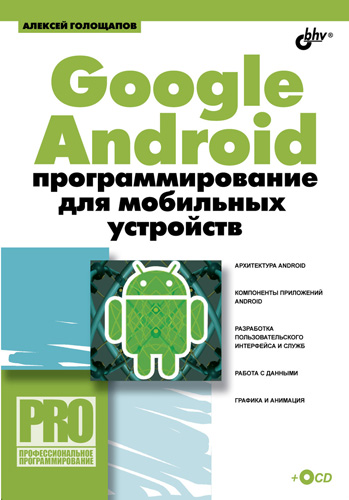 АЛЕКСЕЙ ГОЛОЩАПОВ
bhv®
Google
Android
программирование
для мобильных
устройств
АРХИТЕКТУРА ANDROID
КОМПОНЕНТЫ ПРИЛОЖЕНИЙ
ANDROID
РАЗРАБОТКА
ПОЛЬЗОВАТЕЛЬСКОГО
ИНТЕРФЕЙСА И СЛУЖБ
РАБОТА С ДАННЫМИ
ГРАФИКА И АНИМАЦИЯ
PRO
ПРОФЕССИОНАЛЬНОЕ
ПРОГРАММИРОВАНИЕ
+CD